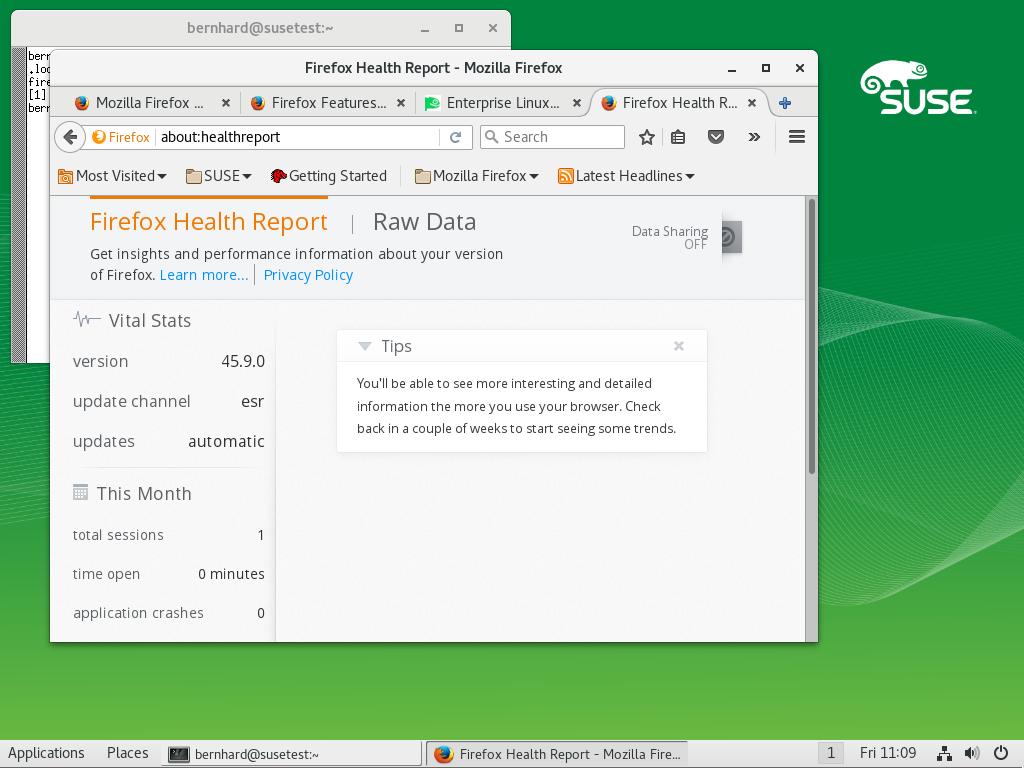 bernhard@susetest:~
bern
.loc
fire
[1]
bern
Firefox Health Report - Mozilla Firefox
Mozilla Firefox ...
Firefox Features...
Enterprise Linux...
Firefox Health R...
Firefox
about:healthreport
Search
Most Visited
SUSE
Getting Started
Mozilla Firefox
Latest Headlines
SUSE
Firefox Health Report | Raw Data
Get insights and performance information about your version
of Firefox. Learn more... | Privacy Policy
Data Sharing
OFF
Vital Stats
version 45.9.0
update channel esr
updates automatic
This Month
total sessions 1
time open 0 minutes
application crashes 0
Tips
You'll be able to see more interesting and detailed
information the more you use your browser. Check
back in a couple of weeks to start seeing some trends.
Applications
Places
bernhard@susetest:~
Firefox Health Report - Mozilla Fire...
1
Fri 11:09